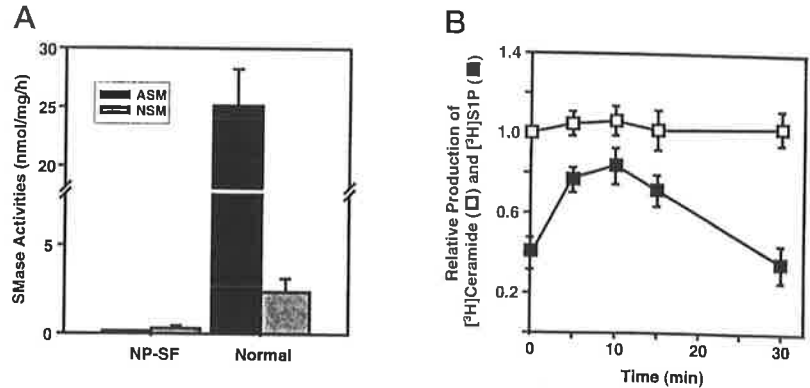 A
SMase Activities (nmol/mg/h)
30
25
20
5
0
ASM
NSM
NP-SF
Normal
B
Relative Production of
[³H]Ceramide (□) and [³H]S1P (■)
1.4
1.0
0.6
0.2
0
10
20
30
Time (min)